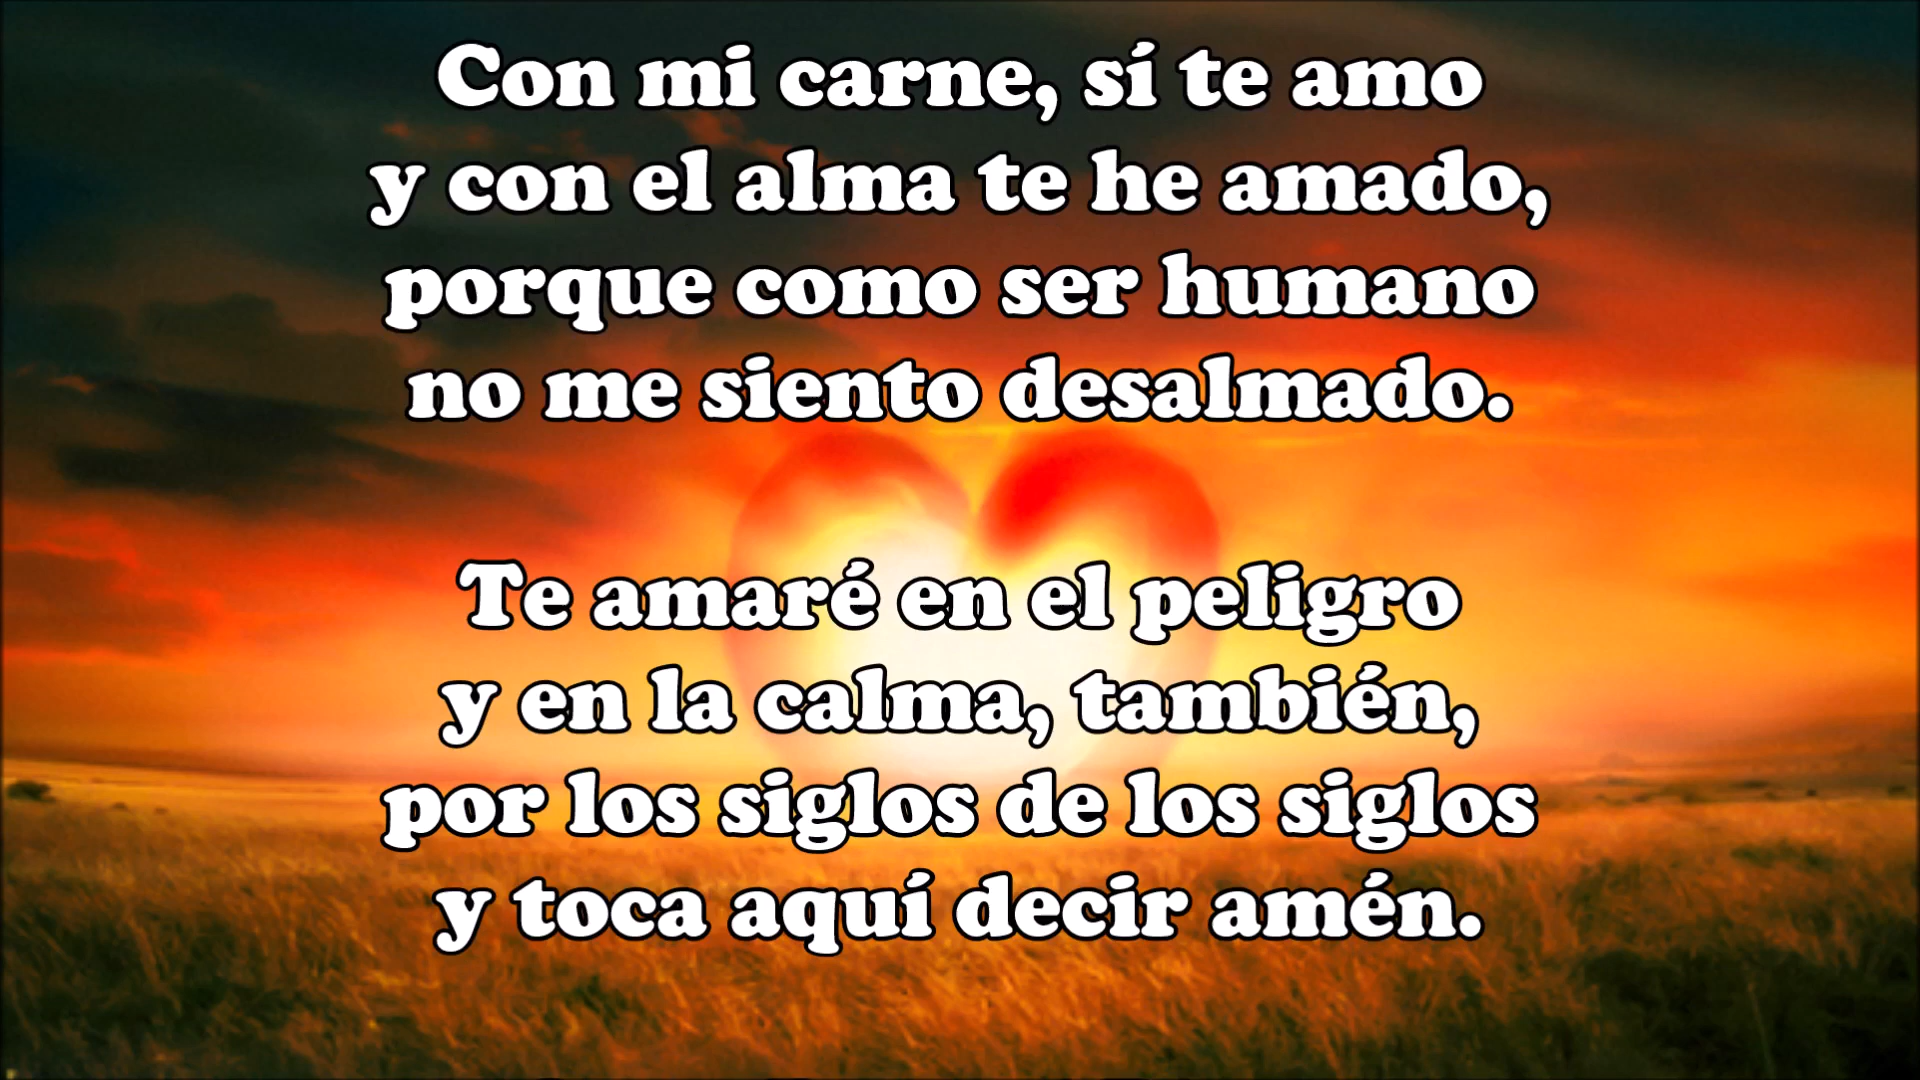 Con mi carne, sí te amo
y con el alma te he amado,
porque como ser humano
no me siento desalmado.
Te amaré en el peligro
y en la calma, también,
por los siglos de los siglos
y toca aquí decir amén.